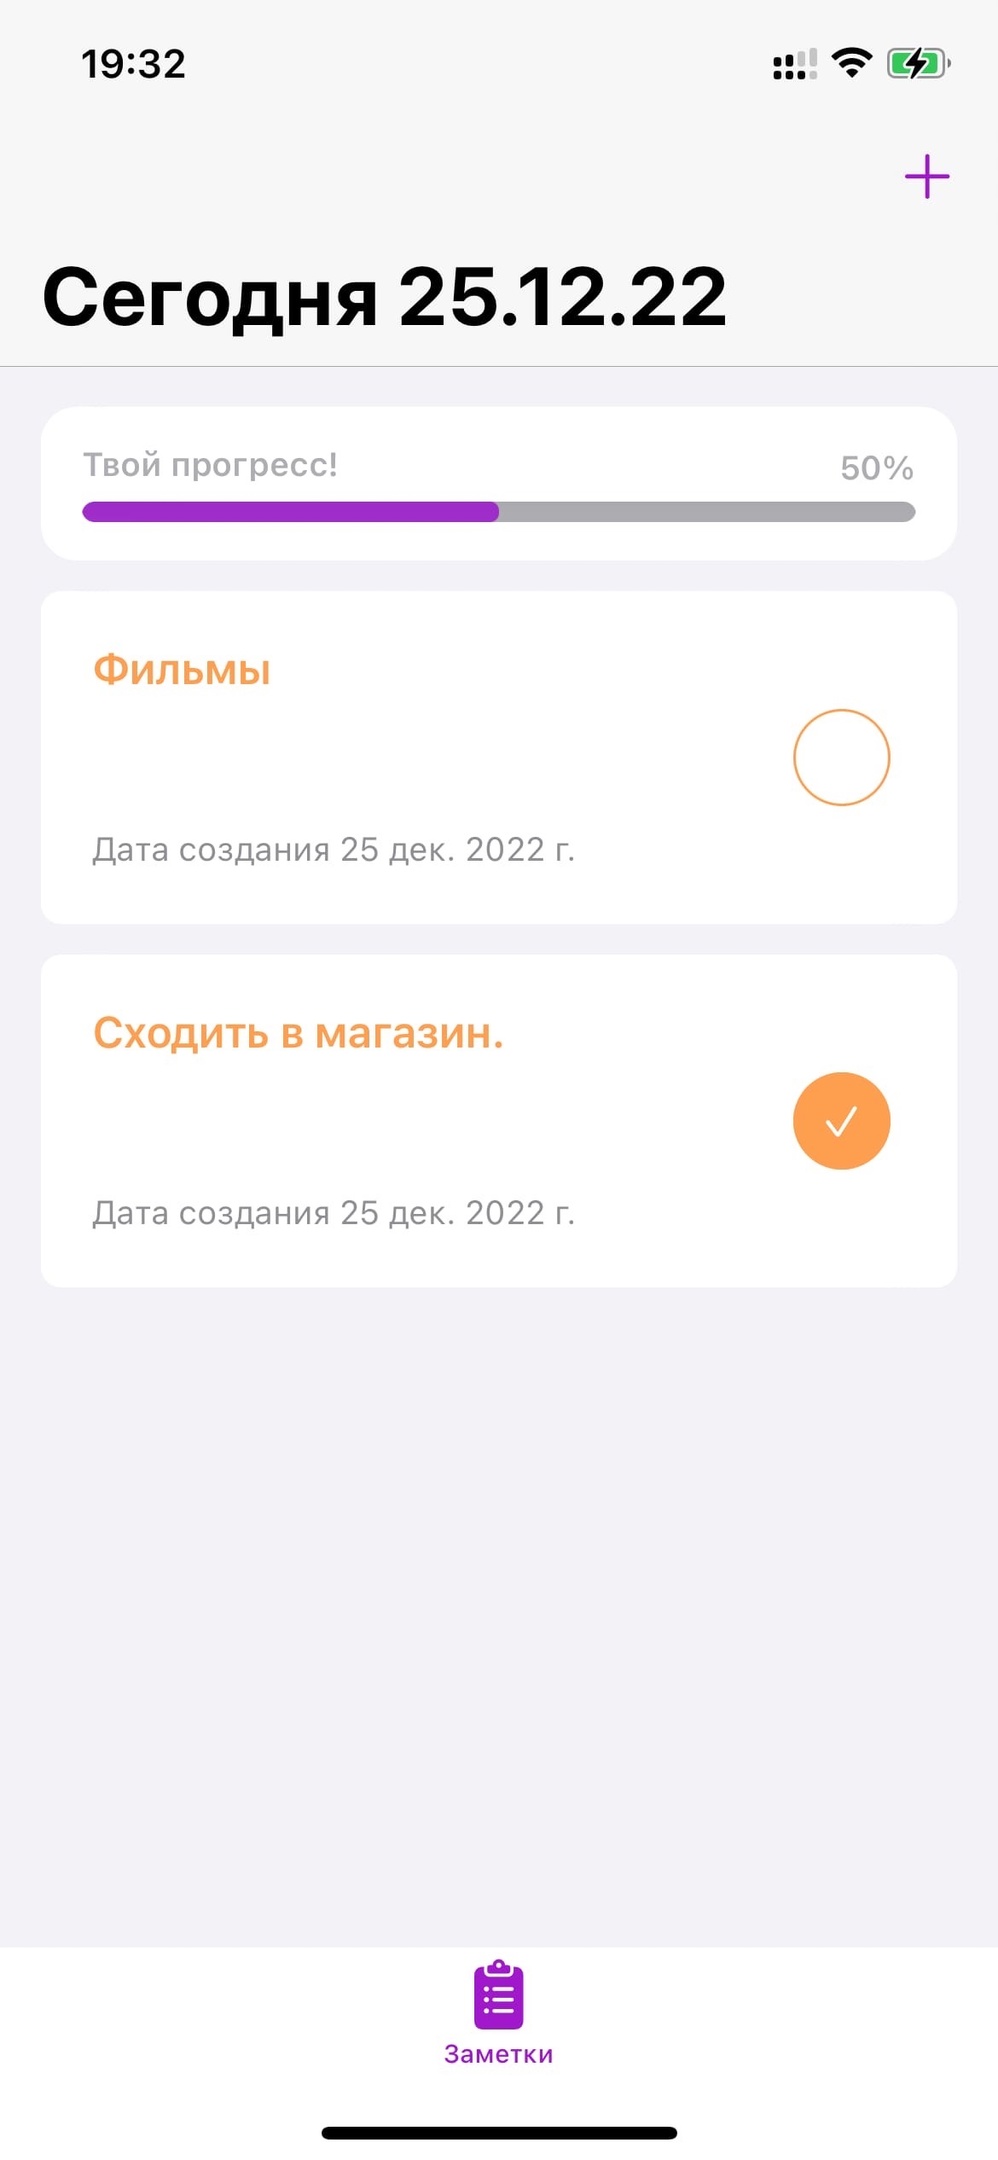 19:32
Сегодня 25.12.22
Твой прогресс! 50%
Фильмы
Дата создания 25 дек. 2022 г.
Сходить в магазин.
Дата создания 25 дек. 2022 г.
Заметки